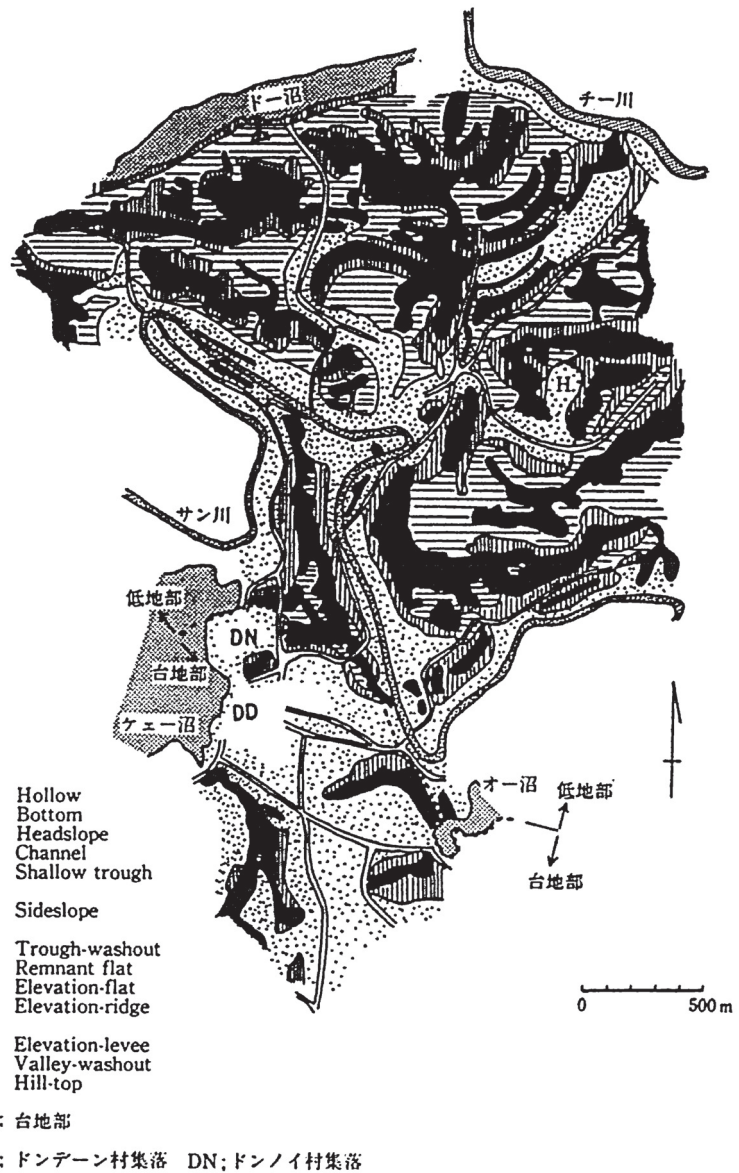 ドー沼
チー川
H.
サン川
低地部
DN
台地部
DD
ケェー沼
オー沼
低地部
台地部
Hollow
Bottom
Headslope
Channel
Shallow trough
Sideslope
Trough-washout
Remnant flat
Elevation-flat
Elevation-ridge
Elevation-levee
Valley-washout
Hill-top
0 500m
: 台地部
; ドンデーン村集落 DN;ドンノイ村集落